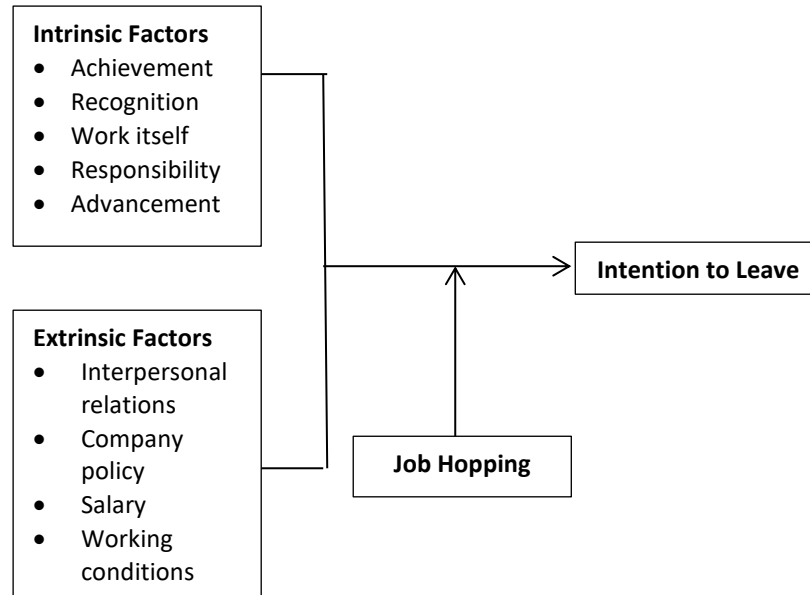 Intrinsic Factors
• Achievement
• Recognition
• Work itself
• Responsibility
• Advancement
Intention to Leave
Extrinsic Factors
• Interpersonal
relations
• Company
policy
• Salary
• Working
conditions
Job Hopping